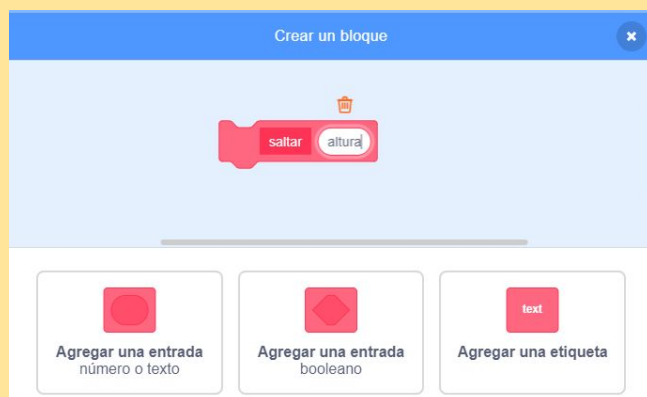 Crear un bloque
saltar altura
text
Agregar una entrada
número o texto
Agregar una entrada
booleano
Agregar una etiqueta